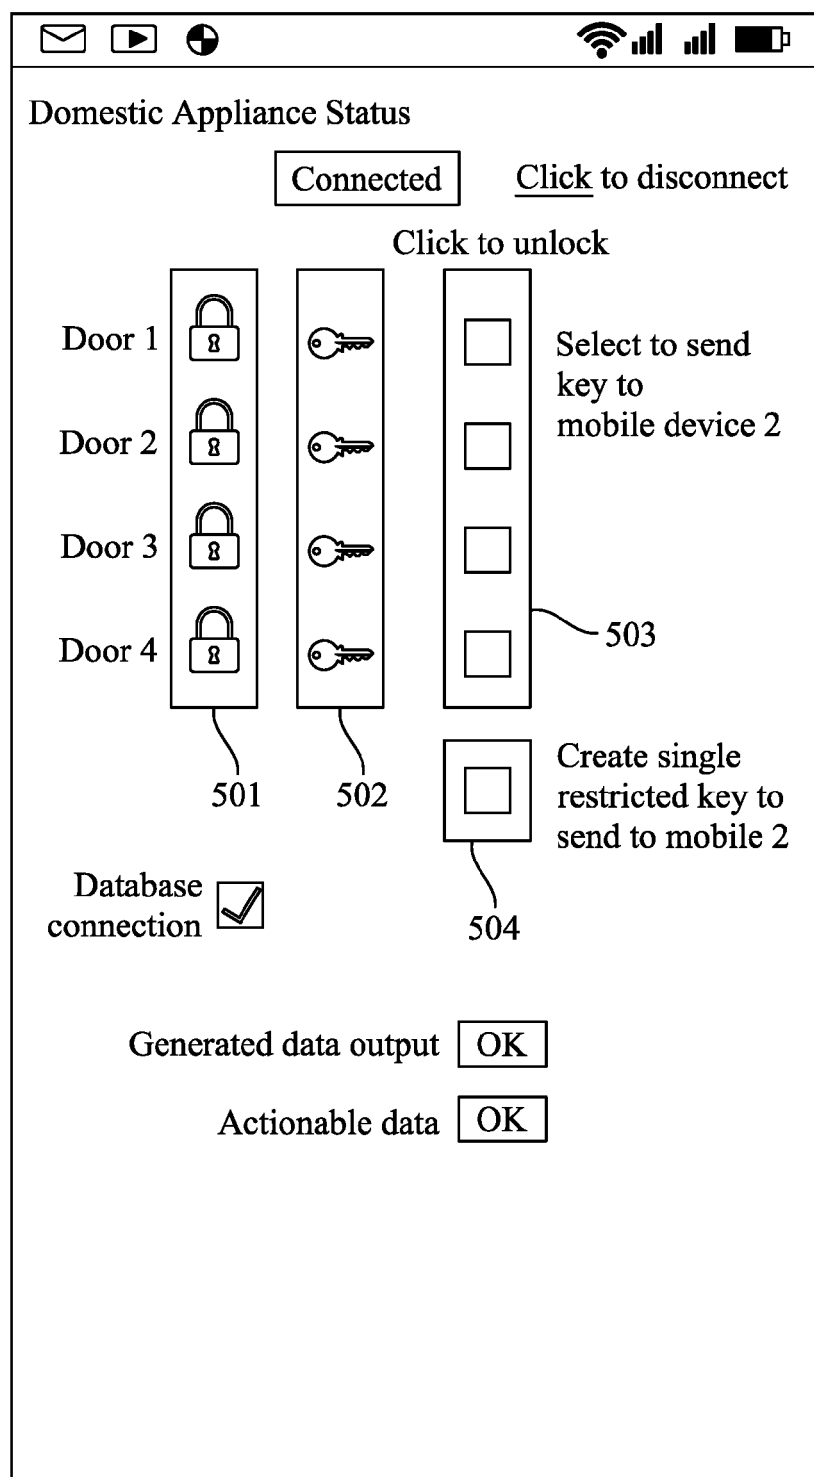 Domestic Appliance Status
Connected
Click to disconnect
Click to unlock
Door 1
Door 2
Door 3
Door 4
Select to send
key to
mobile device 2
503
501
502
Create single
restricted key to
send to mobile 2
504
Database
connection
Generated data output OK
Actionable data OK